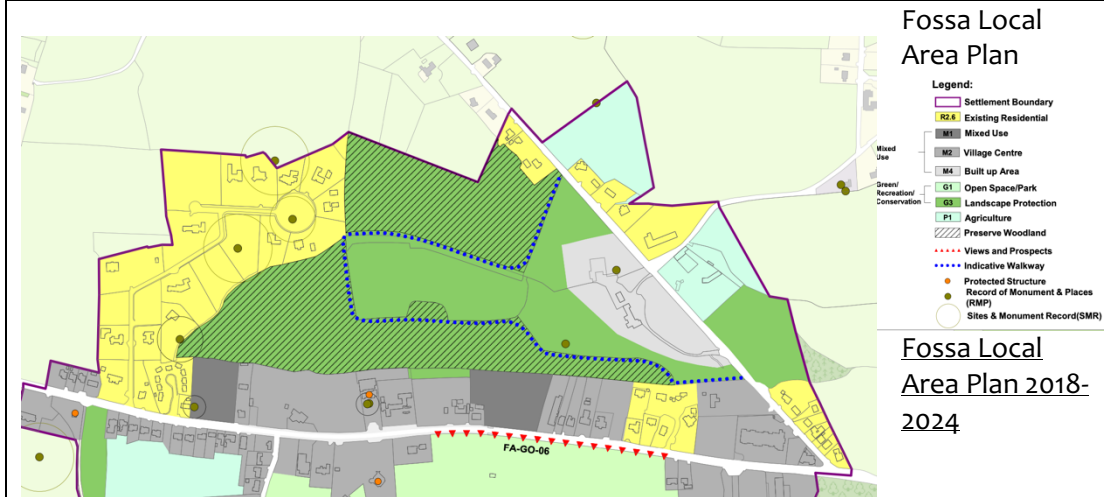 Fossa Local
Area Plan
Legend:
Settlement Boundary
R2.6 Existing Residential
M1 Mixed Use
Mixed
Use
M2 Village Centre
M4 Built up Area
Green/
Recreation/
Conservation
G1 Open Space/Park
G3 Landscape Protection
P1 Agriculture
Preserve Woodland
Views and Prospects
Indicative Walkway
Protected Structure
Record of Monument & Places
(RMP)
Sites & Monument Record(SMR)
Fossa Local
Area Plan 2018-
2024
FA-GO-06